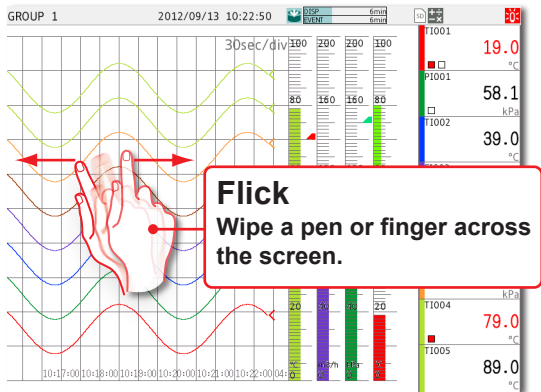 GROUP 1 2012/09/13 10:22:50 DISP 6min
EVENT 6min
SD
30sec/div
100 200 200 100
80 160 160 80
TI001
19.0
°C
PI001
58.1
kPa
TI002
39.0
°C
Flick
Wipe a pen or finger across
the screen.
kPa
20 40 40 20
TI004
79.0
°C
TI005
89.0
°C
10:17:00 10:18:00 10:19:00 10:20:00 10:21:00 10:22:00